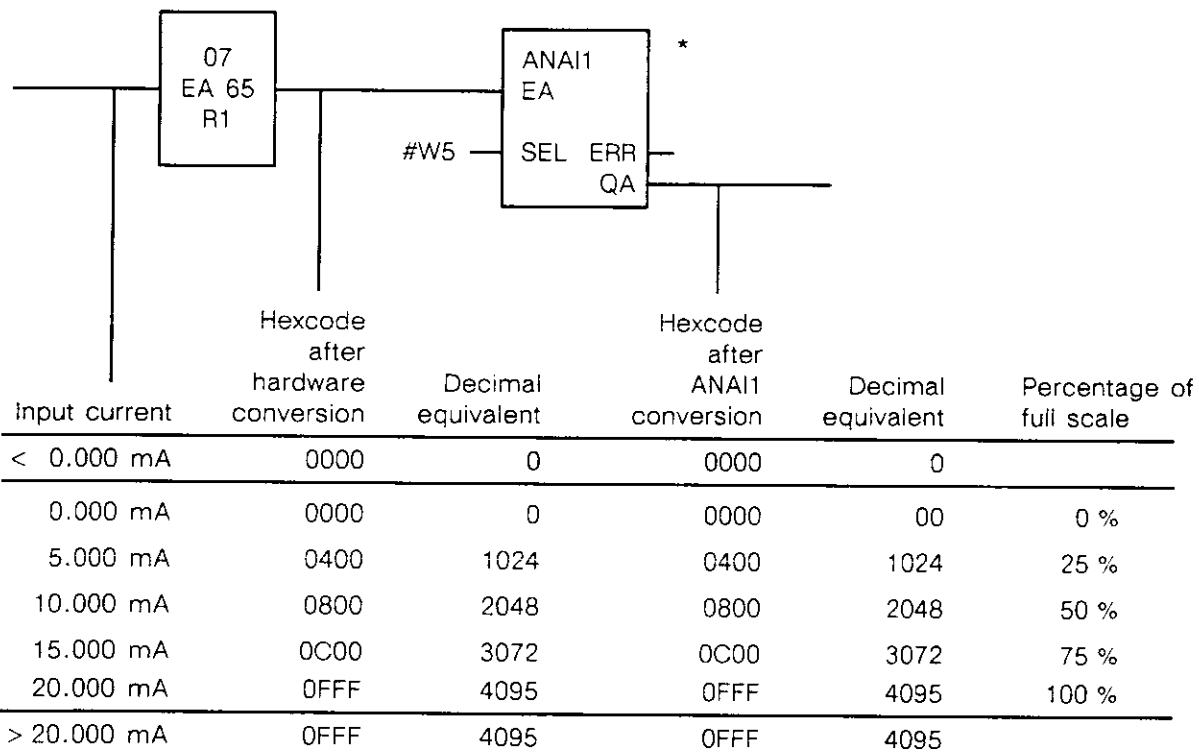 07
EA 65
R1
ANAI1
EA
*
#W5
SEL ERR
QA
Input current
Hexcode
after
hardware
conversion
Decimal
equivalent
Hexcode
after
ANAI1
conversion
Decimal
equivalent
Percentage of
full scale
< 0.000 mA 0000 0 0000 0
0.000 mA 0000 0 0000 00 0 %
5.000 mA 0400 1024 0400 1024 25 %
10.000 mA 0800 2048 0800 2048 50 %
15.000 mA 0C00 3072 0C00 3072 75 %
20.000 mA 0FFF 4095 0FFF 4095 100 %
> 20.000 mA 0FFF 4095 0FFF 4095